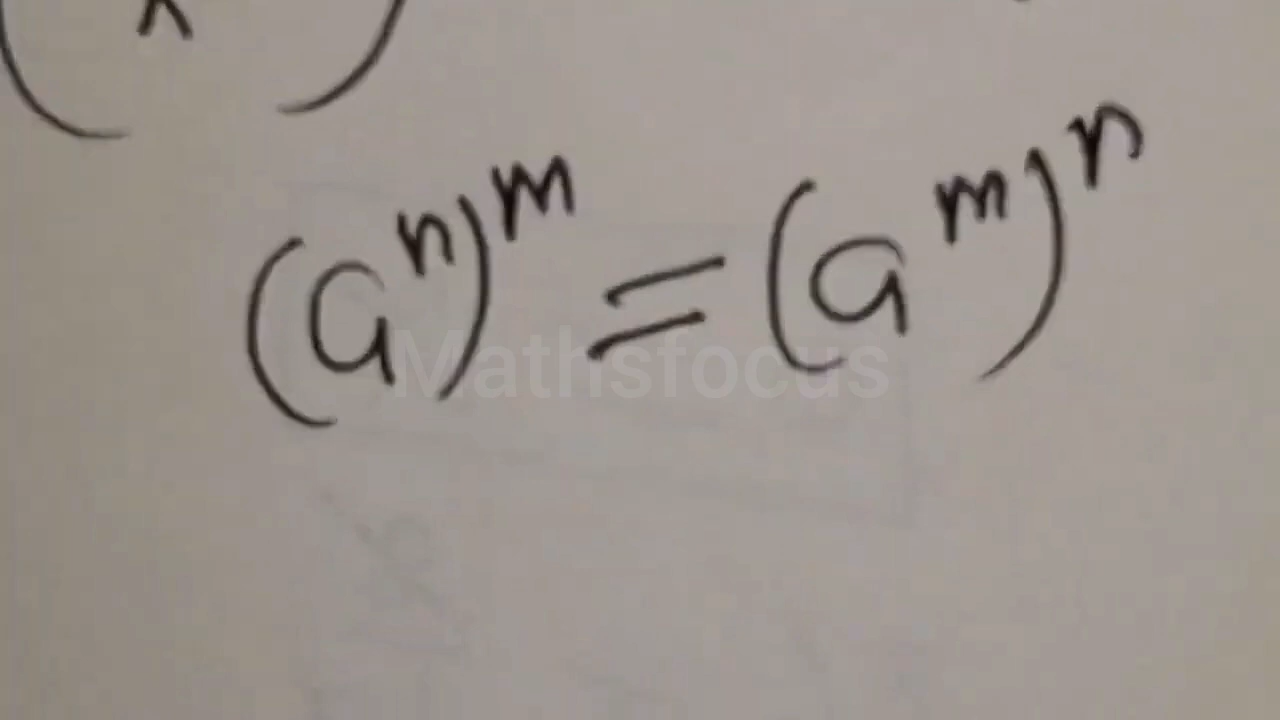 (aⁿ)ᵐ = (aᵐ)ⁿ
Mathsfocus